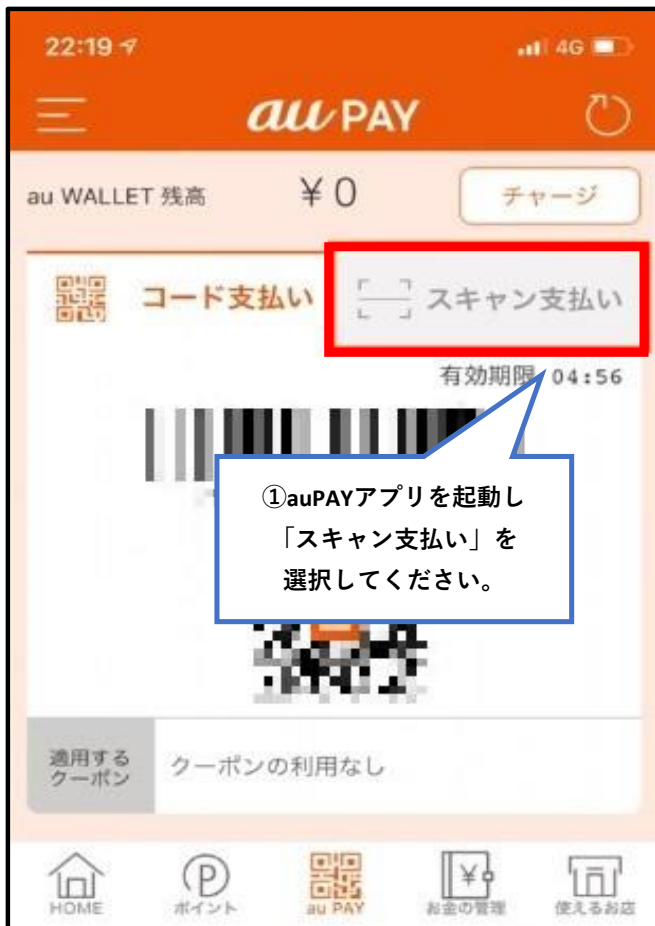 22:19
4G
au PAY
au WALLET 残高
¥0
チャージ
コード支払い
スキャン支払い
有効期限 04:56
①auPAYアプリを起動し
「スキャン支払い」を
選択してください。
適用する
クーポン
クーポンの利用なし
HOME
ポイント
au PAY
お金の管理
使えるお店